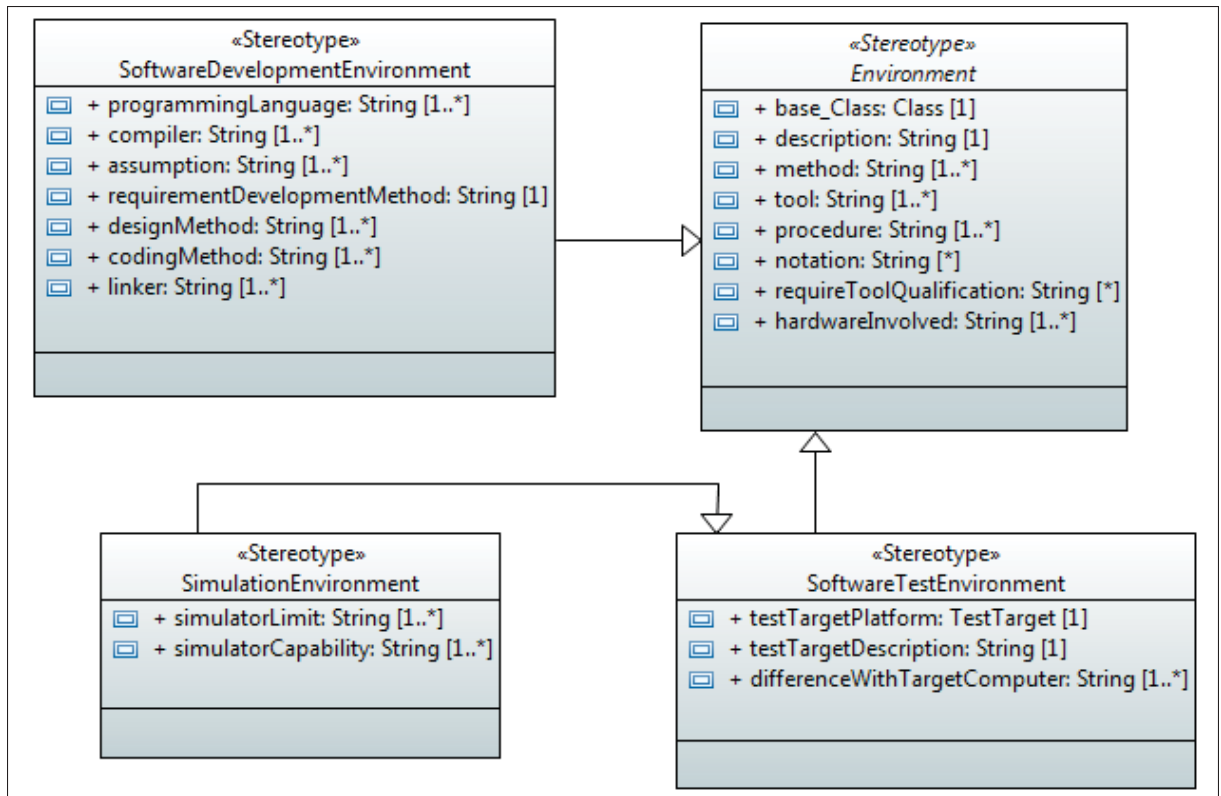 «Stereotype»
SoftwareDevelopmentEnvironment
+ programmingLanguage: String [1..*]
+ compiler: String [1..*]
+ assumption: String [1..*]
+ requirementDevelopmentMethod: String [1]
+ designMethod: String [1..*]
+ codingMethod: String [1..*]
+ linker: String [1..*]
«Stereotype»
Environment
+ base_Class: Class [1]
+ description: String [1]
+ method: String [1..*]
+ tool: String [1..*]
+ procedure: String [1..*]
+ notation: String [*]
+ requireToolQualification: String [*]
+ hardwareInvolved: String [1..*]
«Stereotype»
SimulationEnvironment
+ simulatorLimit: String [1..*]
+ simulatorCapability: String [1..*]
«Stereotype»
SoftwareTestEnvironment
+ testTargetPlatform: TestTarget [1]
+ testTargetDescription: String [1]
+ differenceWithTargetComputer: String [1..*]